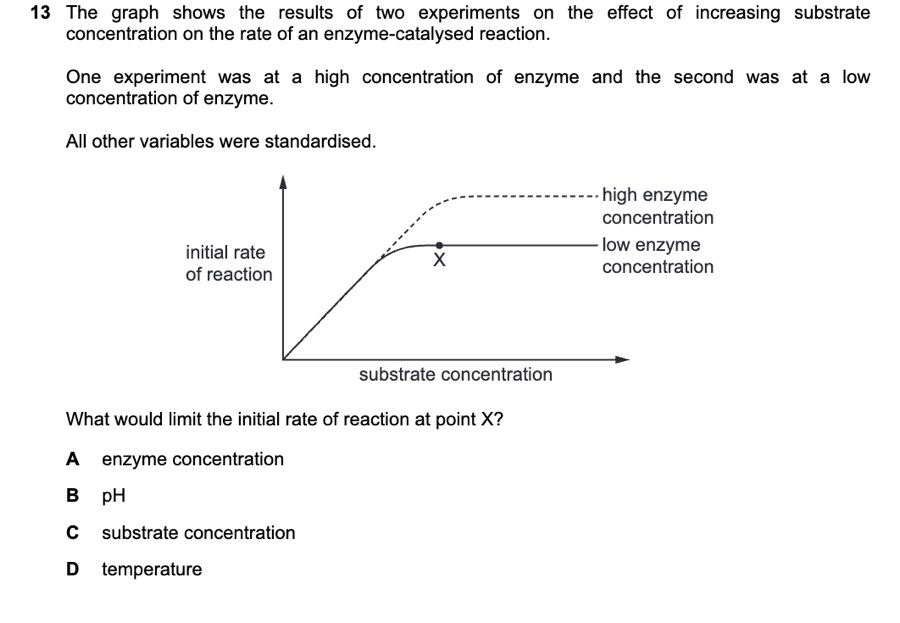 13 The graph shows the results of two experiments on the effect of increasing substrate
concentration on the rate of an enzyme-catalysed reaction.
One experiment was at a high concentration of enzyme and the second was at a low
concentration of enzyme.
All other variables were standardised.
initial rate
of reaction
high enzyme
concentration
low enzyme
concentration
X
substrate concentration
What would limit the initial rate of reaction at point X?
A enzyme concentration
B pH
C substrate concentration
D temperature